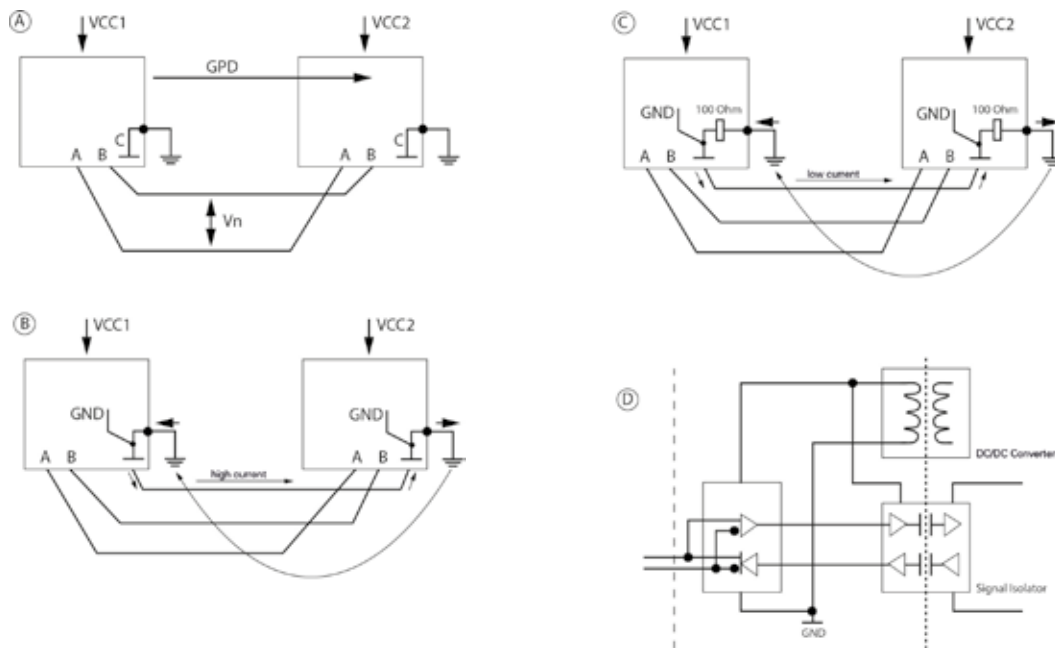 A
VCC1
VCC2
GPD
C
C
A B
A B
Vn
B
VCC1
VCC2
GND
GND
A B
A B
high current
C
VCC1
VCC2
100 Ohm
100 Ohm
GND
GND
A B
A B
low current
D
DC/DC Converter
Signal Isolator
GND